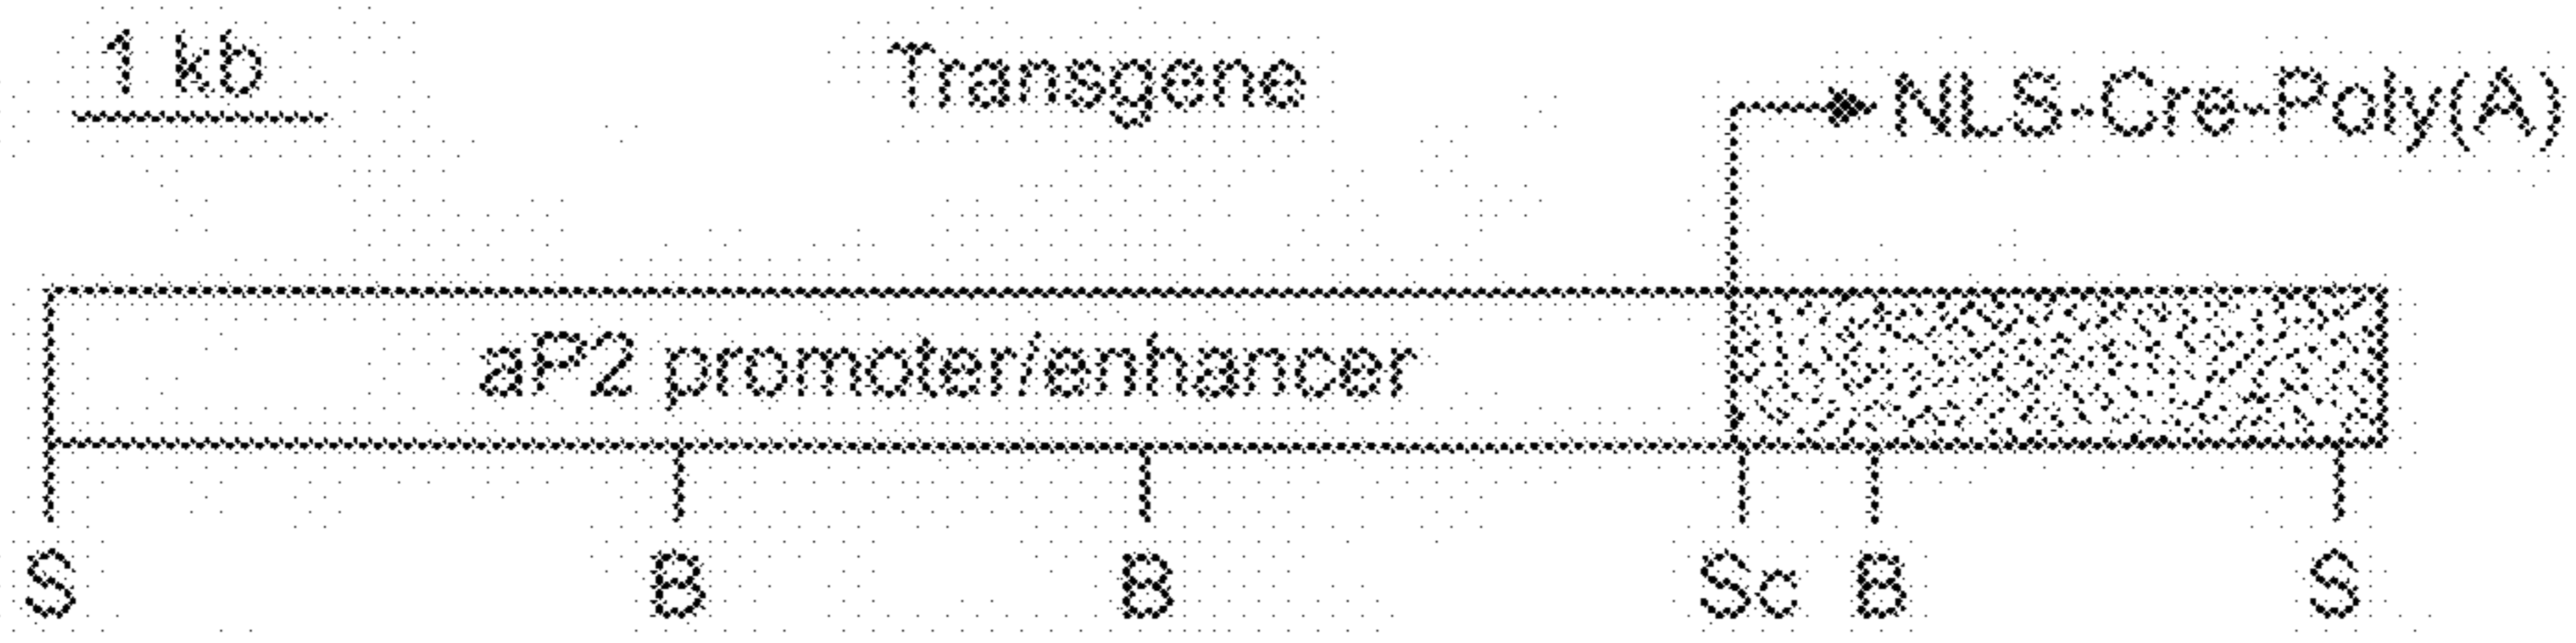 1 kb
Transgene
NLS-Cre-Poly(A)
aP2 promoter/enhancer
S B B Sc B S